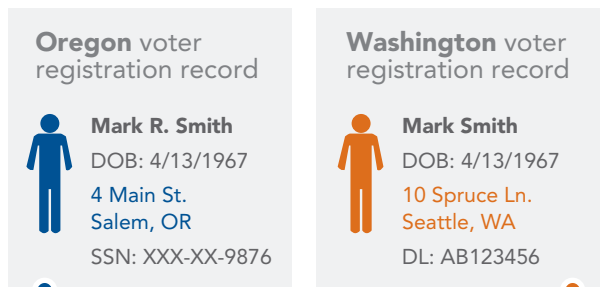 Oregon voter
registration record
Mark R. Smith
DOB: 4/13/1967
4 Main St.
Salem, OR
SSN: XXX-XX-9876
Washington voter
registration record
Mark Smith
DOB: 4/13/1967
10 Spruce Ln.
Seattle, WA
DL: AB123456